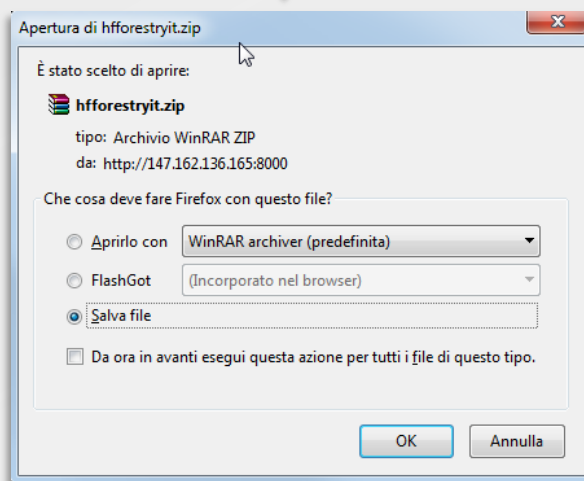 Apertura di hfforestryit.zip
È stato scelto di aprire:
hfforestryit.zip
tipo: Archivio WinRAR ZIP
da: http://147.162.136.165:8000
Che cosa deve fare Firefox con questo file?
Aprirlo con WinRAR archiver (predefinita)
FlashGot (Incorporato nel browser)
Salva file
Da ora in avanti esegui questa azione per tutti i file di questo tipo.
OK Annulla